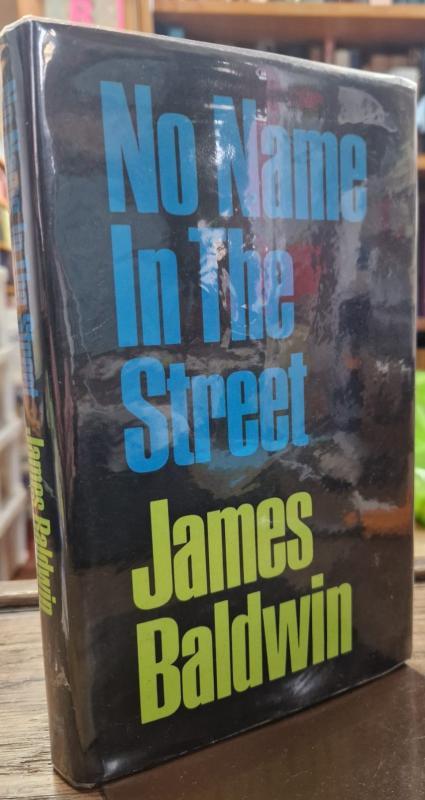 No Name
In The
Street
James
Baldwin
James Baldwin